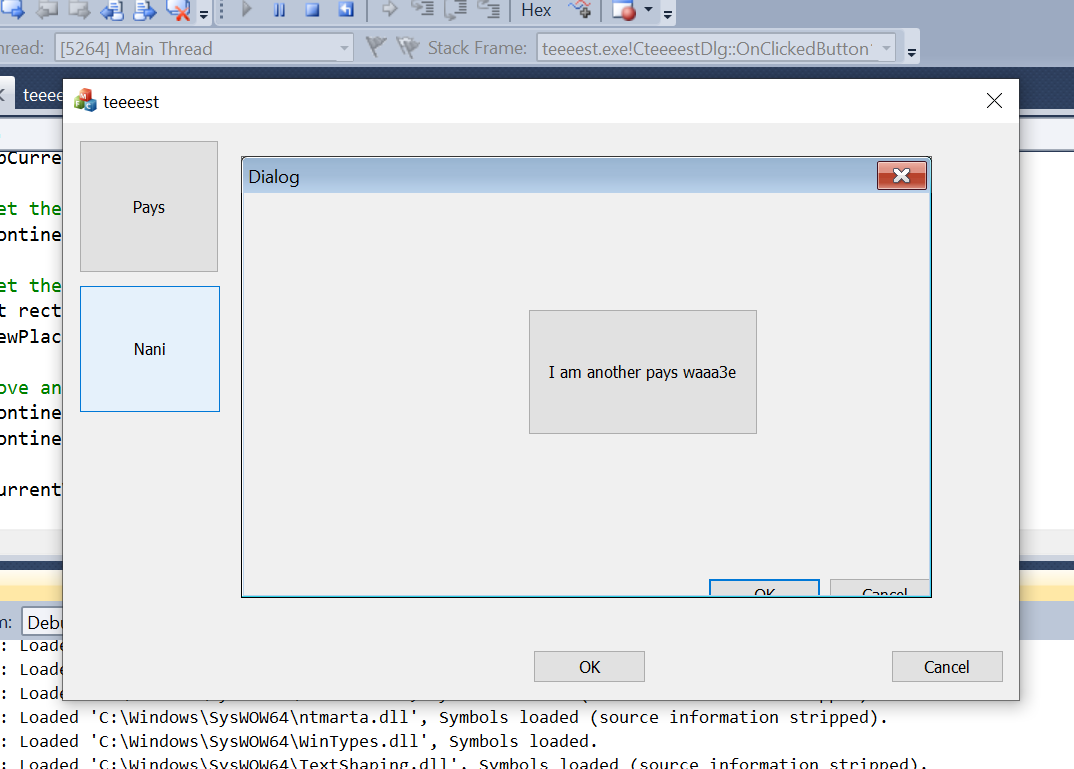 Hex
hread: [5264] Main Thread Stack Frame: teeeest.exe!CteeeestDlg::OnClickedButton
teeee
teeeest
pCurre
Pays
Dialog
et the
ontine
et the
t rect
ewPlac
Nani
I am another pays waaa3e
ove an
ontine
ontine
urrent
OK Cancel
m: Debu
: Loade
OK Cancel
: Loade
: Loade
: Loaded 'C:\Windows\SysWOW64\ntmarta.dll', Symbols loaded (source information stripped).
: Loaded 'C:\Windows\SysWOW64\WinTypes.dll', Symbols loaded.
: Loaded 'C:\Windows\SysWOW64\TextShaping.dll', Symbols loaded (source information stripped).